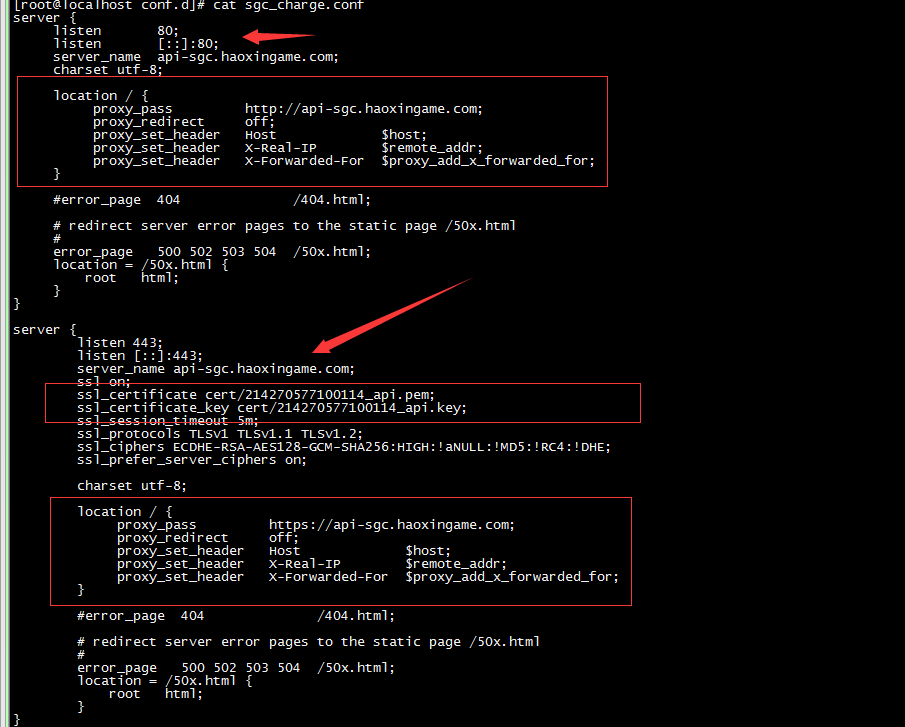 [root@localhost conf.d]# cat sgc_charge.conf
server {
    listen       80;
    listen       [::]:80;
    server_name  api-sgc.haoxingame.com;
    charset utf-8;

    location / {
         proxy_pass         http://api-sgc.haoxingame.com;
         proxy_redirect     off;
         proxy_set_header   Host             $host;
         proxy_set_header   X-Real-IP        $remote_addr;
         proxy_set_header   X-Forwarded-For  $proxy_add_x_forwarded_for;
    }

    #error_page  404              /404.html;

    # redirect server error pages to the static page /50x.html
    #
    error_page   500 502 503 504  /50x.html;
    location = /50x.html {
        root   html;
    }
}

server {
        listen 443;
        listen [::]:443;
        server_name api-sgc.haoxingame.com;
        ssl on;
        ssl_certificate cert/214270577100114_api.pem;
        ssl_certificate_key cert/214270577100114_api.key;
        ssl_session_timeout 5m;
        ssl_protocols TLSv1 TLSv1.1 TLSv1.2;
        ssl_ciphers ECDHE-RSA-AES128-GCM-SHA256:HIGH:!aNULL:!MD5:!RC4:!DHE;
        ssl_prefer_server_ciphers on;

        charset utf-8;

        location / {
             proxy_pass         https://api-sgc.haoxingame.com;
             proxy_redirect     off;
             proxy_set_header   Host             $host;
             proxy_set_header   X-Real-IP        $remote_addr;
             proxy_set_header   X-Forwarded-For  $proxy_add_x_forwarded_for;
        }

        #error_page  404              /404.html;

        # redirect server error pages to the static page /50x.html
        #
        error_page   500 502 503 504  /50x.html;
        location = /50x.html {
            root   html;
        }
}